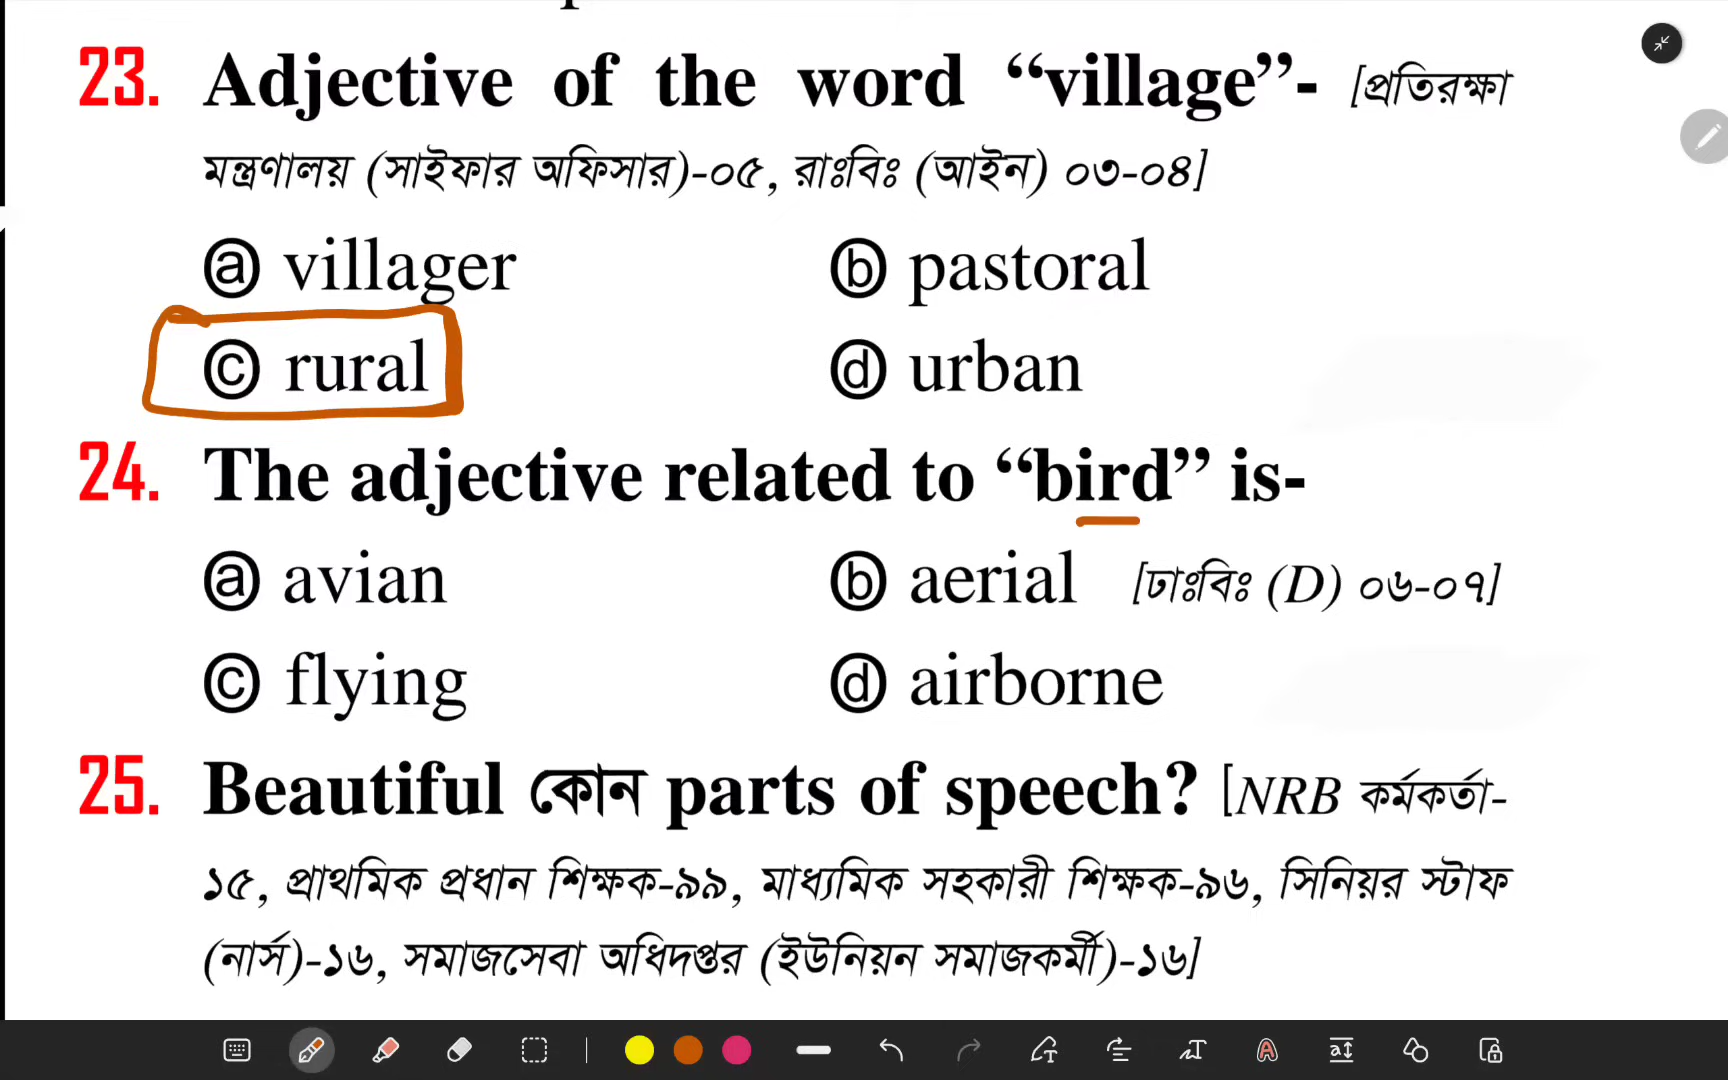 23. Adjective of the word “village”- [প্রতিরক্ষা
মন্ত্রণালয় (সাইফার অফিসার)-০৫, রাঃবিঃ (আইন) ০৩-০৪]
ⓐ villager ⓑ pastoral
ⓒ rural ⓓ urban
24. The adjective related to “bird” is-
ⓐ avian ⓑ aerial [ঢাঃবিঃ (D) ০৬-০৭]
ⓒ flying ⓓ airborne
25. Beautiful কোন parts of speech? [NRB কর্মকর্তা-
১৫, প্রাথমিক প্রধান শিক্ষক-৯৯, মাধ্যমিক সহকারী শিক্ষক-৯৬, সিনিয়র স্টাফ
(নার্স)-১৬, সমাজসেবা অধিদপ্তর (ইউনিয়ন সমাজকর্মী)-১৬]